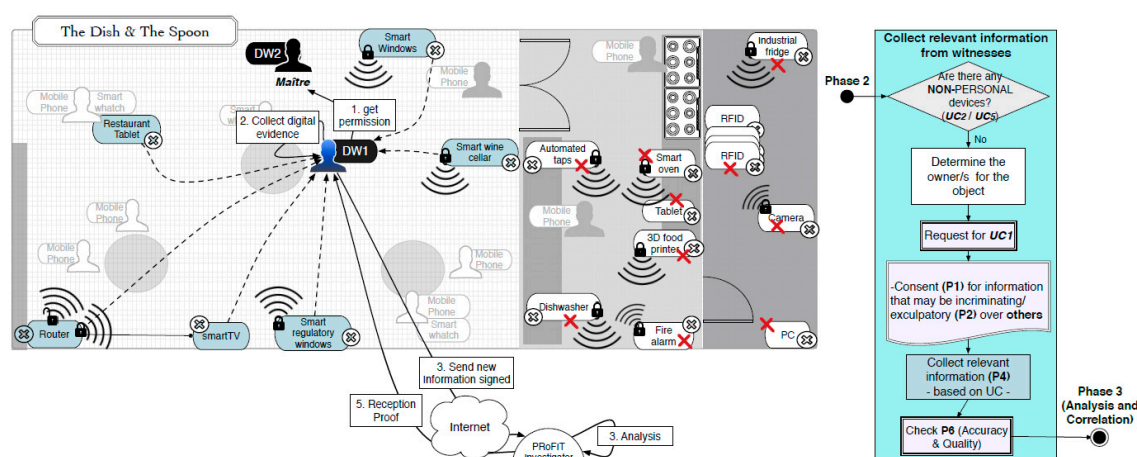 The Dish & The Spoon
DW2
Maître
Smart
Windows
Mobile
Phone
Industrial
fridge
Mobile
Phone
Mobile
Phone
Smart
whatch
Restaurant
Tablet
2. Collect digital
evidence
1. get
permission
DW1
Smart wine
cellar
Automated
taps
Smart
oven
RFID
RFID
Tablet
Camera
Mobile
Phone
3D food
printer
Mobile
Phone
Mobile
Phone
Mobile
Phone
Mobile
Phone
Smart
whatch
Router
smartTV
Smart
regulatory
windows
Dishwasher
Fire
alarm
PC
3. Send new
information signed
5. Reception
Proof
Internet
3. Analysis
PRoFIT
investigator
Collect relevant information
from witnesses
Phase 2
Are there any
NON-PERSONAL
devices?
(UC2 / UC5)
No
Determine the
owner/s for the
object
Request for UC1
-Consent (P1) for information
that may be incriminating/
exculpatory (P2) over others
Collect relevant
information (P4)
- based on UC -
Check P6 (Accuracy
& Quality)
Phase 3
(Analysis and
Correlation)